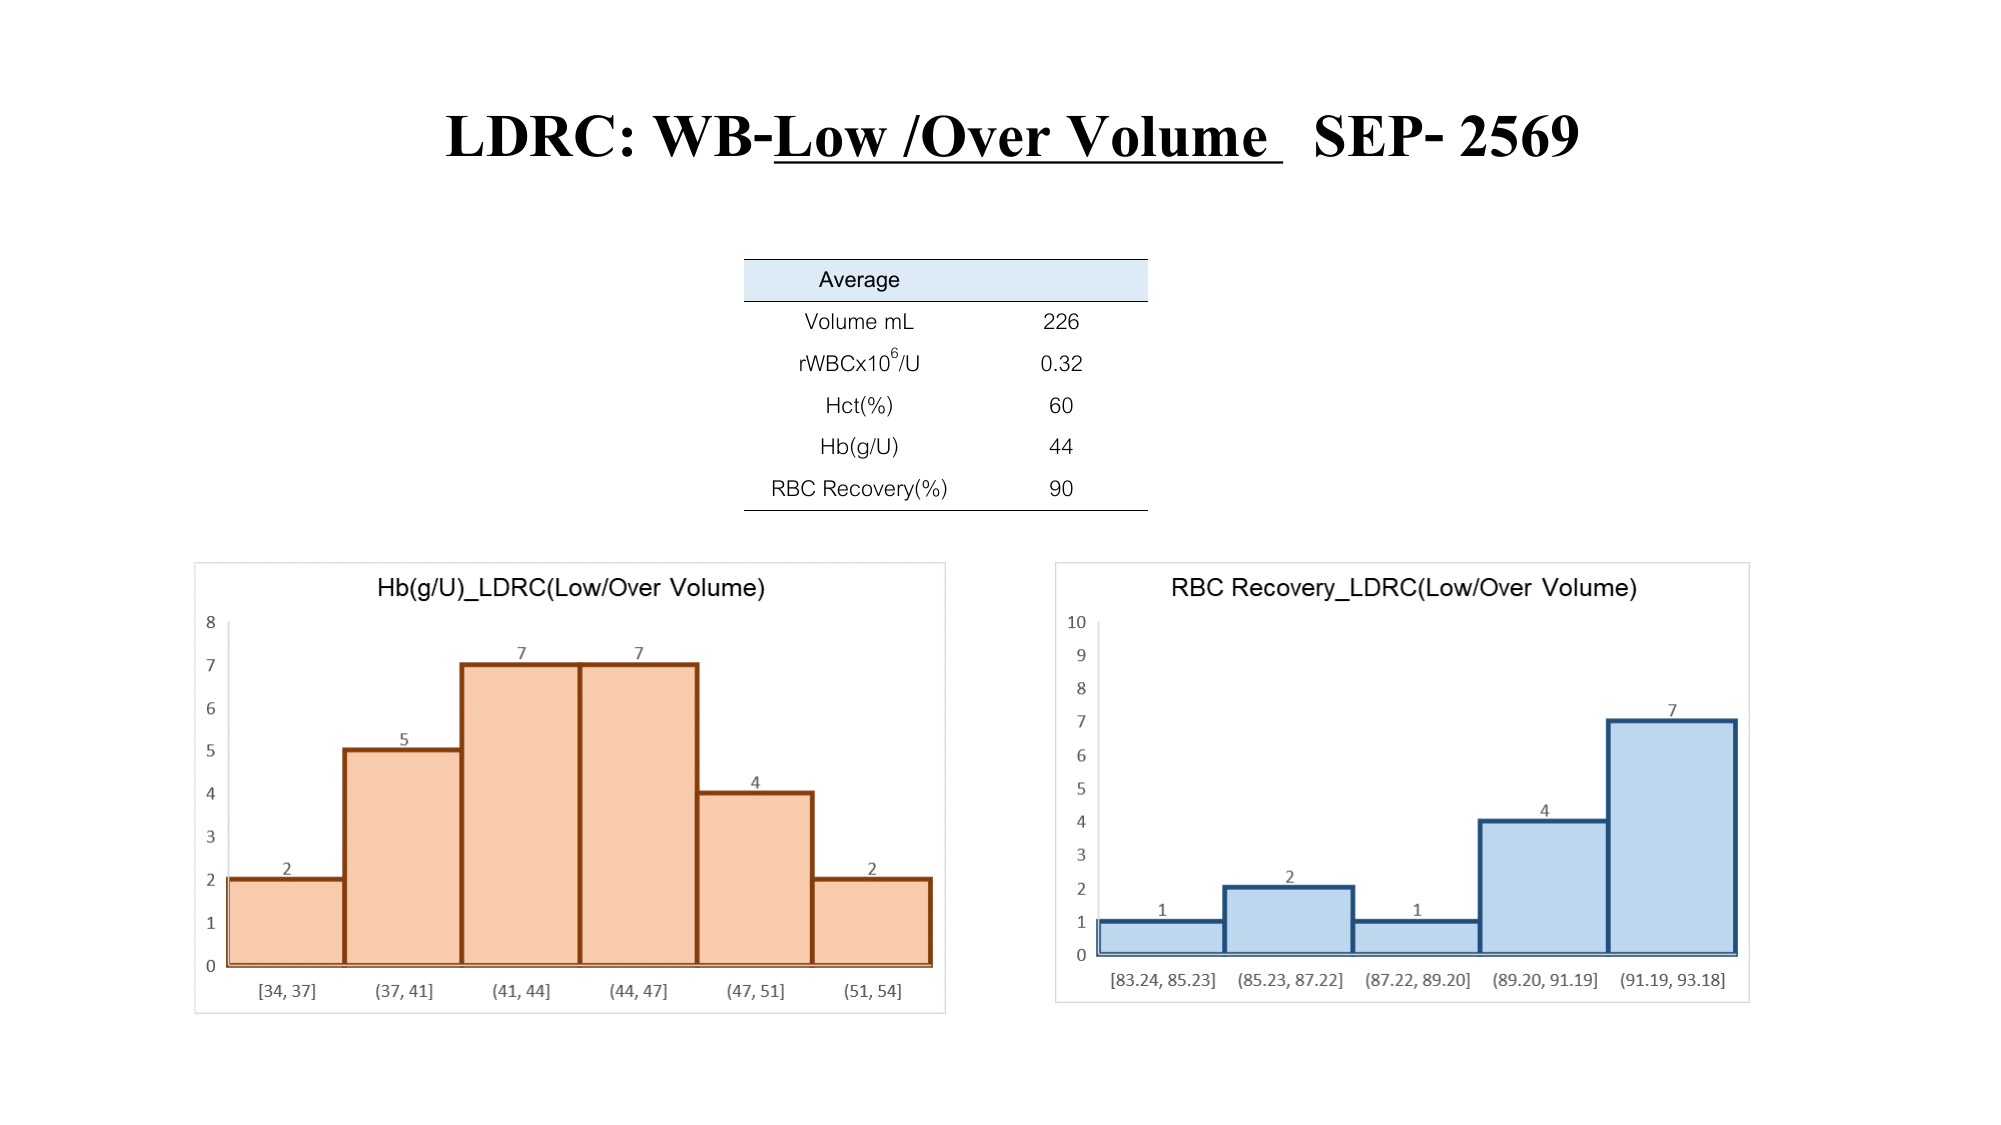 LDRC: WB-Low /Over Volume SEP- 2569
Average
Volume mL 226
rWBCx10⁶/U 0.32
Hct(%) 60
Hb(g/U) 44
RBC Recovery(%) 90
Hb(g/U)_LDRC(Low/Over Volume)
8
7
6
5
4
3
2
1
0
2
5
7
7
4
2
[34, 37] (37, 41] (41, 44] (44, 47] (47, 51] (51, 54]
RBC Recovery_LDRC(Low/Over Volume)
10
9
8
7
6
5
4
3
2
1
0
1
2
1
4
7
[83.24, 85.23] (85.23, 87.22] (87.22, 89.20] (89.20, 91.19] (91.19, 93.18]